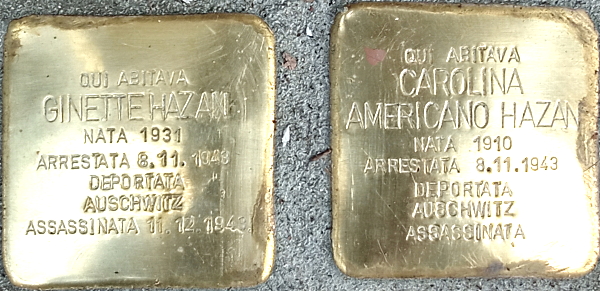 QUI ABITAVA
GINETTE HAZAN
NATA 1931
ARRESTATA 8.11.1943
DEPORTATA
AUSCHWITZ
ASSASSINATA 11.12.1943
QUI ABITAVA
CAROLINA
AMERICANO HAZAN
NATA 1910
ARRESTATA 8.11.1943
DEPORTATA
AUSCHWITZ
ASSASSINATA